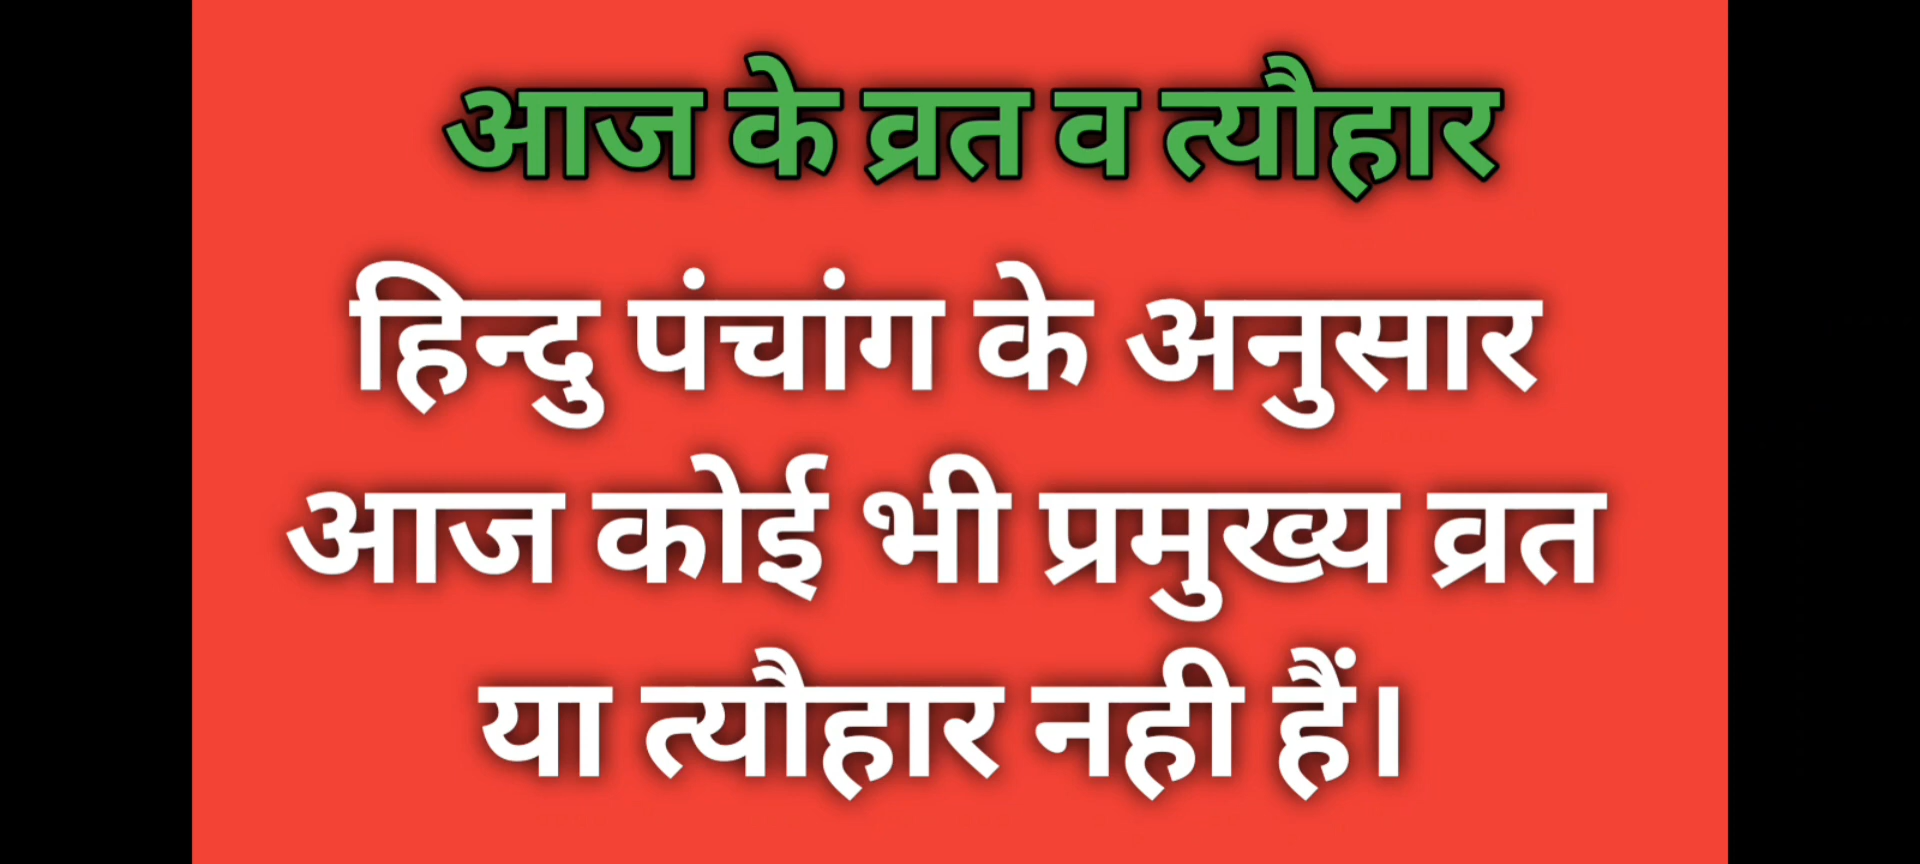 आज के व्रत व त्यौहार
हिन्दु पंचांग के अनुसार
आज कोई भी प्रमुख्य व्रत
या त्यौहार नही हैं।